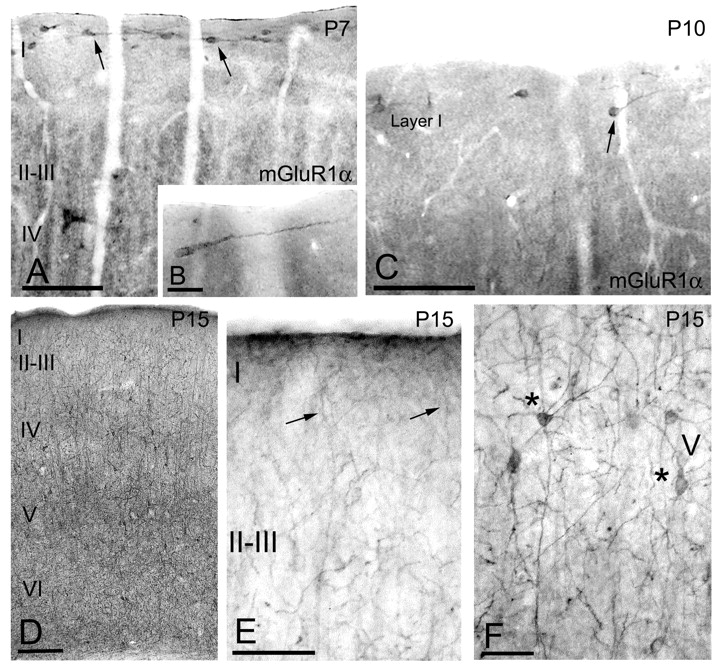 P7
I
II-III
mGluR1α
IV
A
B
P10
Layer I
C
mGluR1α
P15
I
II-III
IV
V
VI
D
P15
I
II-III
E
P15
*
V
*
F